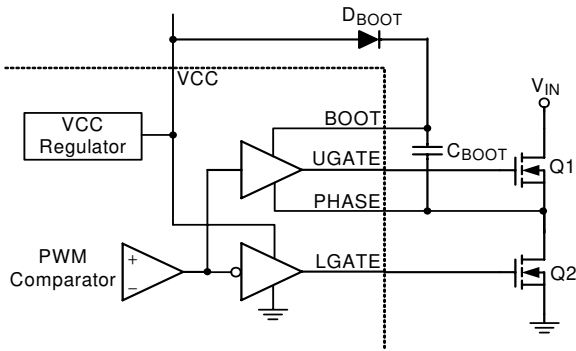 DBOOT
VCC
VIN
BOOT
VCC
Regulator
CBOOT
UGATE
Q1
PHASE
PWM
Comparator
+
−
LGATE
Q2